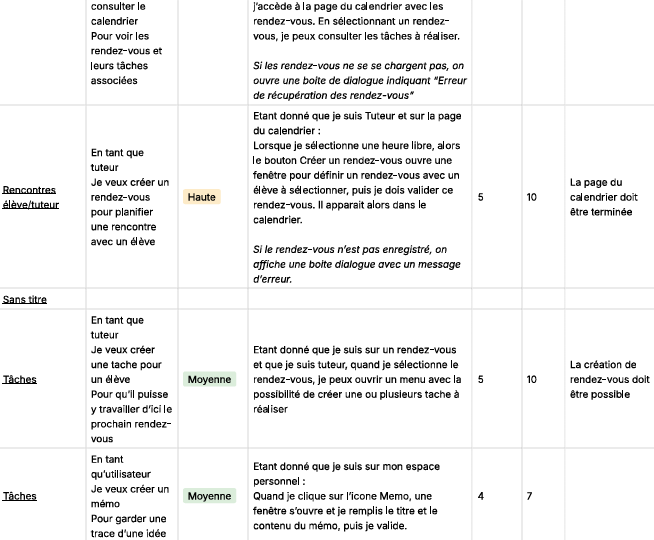 consulter le
calendrier
Pour voir les
rendez-vous et
leurs tâches
associées
j'accède à la page du calendrier avec les
rendez-vous. En sélectionnant un rendez-
vous, je peux consulter les tâches à réaliser.
Si les rendez-vous ne se se chargent pas, on
ouvre une boite de dialogue indiquant "Erreur
de récupération des rendez-vous"
Rencontres
élève/tuteur
En tant que
tuteur
Je veux créer un
rendez-vous
pour planifier
une rencontre
avec un élève
Haute
Etant donné que je suis Tuteur et sur la page
du calendrier :
Lorsque je sélectionne une heure libre, alors
le bouton Créer un rendez-vous ouvre une
fenêtre pour définir un rendez-vous avec un
élève à sélectionner, puis je dois valider ce
rendez-vous. Il apparait alors dans le
calendrier.
Si le rendez-vous n'est pas enregistré, on
affiche une boite dialogue avec un message
d'erreur.
5
10
La page du
calendrier doit
être terminée
Sans titre
Tâches
En tant que
tuteur
Je veux créer
une tache pour
un élève
Pour qu'il puisse
y travailler d'ici le
prochain rendez-
vous
Moyenne
Etant donné que je suis sur un rendez-vous
et que je suis tuteur, quand je sélectionne le
rendez-vous, je peux ouvrir un menu avec la
possibilité de créer une ou plusieurs tache à
réaliser
5
10
La création de
rendez-vous doit
être possible
Tâches
En tant
qu'utilisateur
Je veux créer un
mémo
Pour garder une
trace d'une idée
Moyenne
Etant donné que je suis sur mon espace
personnel :
Quand je clique sur l'icone Memo, une
fenêtre s'ouvre et je remplis le titre et le
contenu du mémo, puis je valide.
4
7